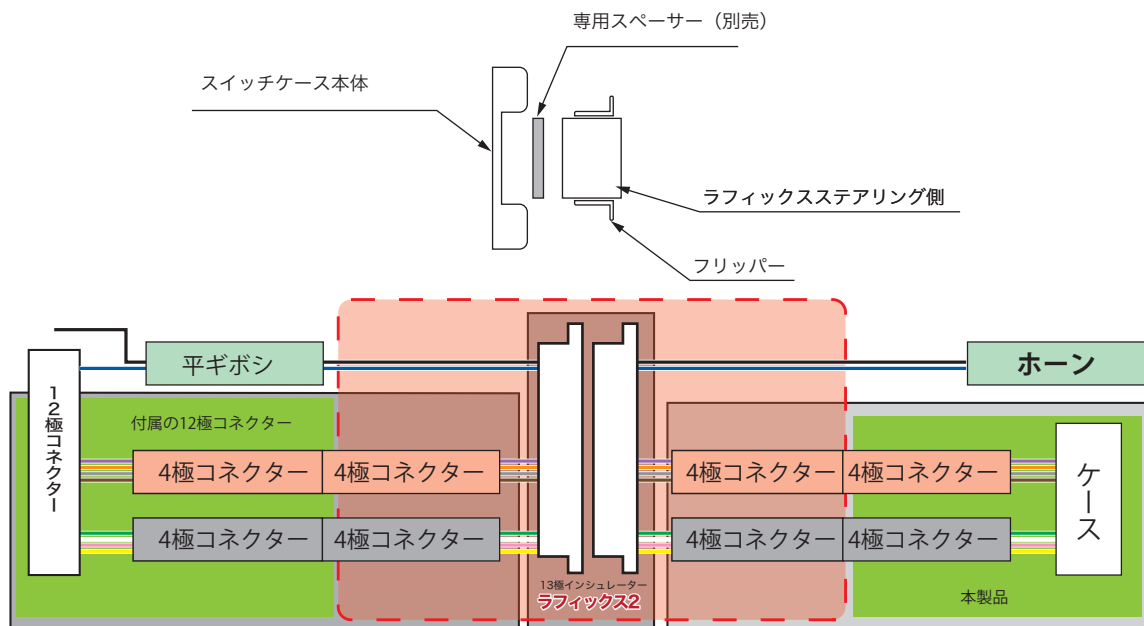 専用スペーサー（別売）
スイッチケース本体
ラフィックスステアリング側
フリッパー
平ギボシ
ホーン
12極コネクター
付属の12極コネクター
4極コネクター
4極コネクター
4極コネクター
4極コネクター
ケース
4極コネクター
4極コネクター
4極コネクター
4極コネクター
13極インシュレーター
ラフィックス2
本製品